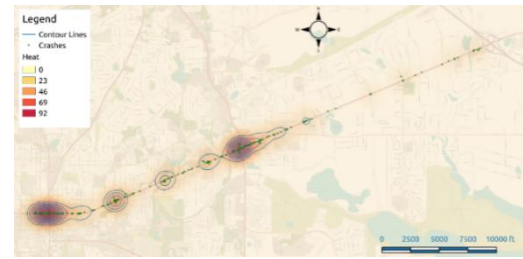 Legend
Contour Lines
Crashes
Heat
0
23
46
69
92
N
W
E
S
0 2500 5000 7500 10000 ft